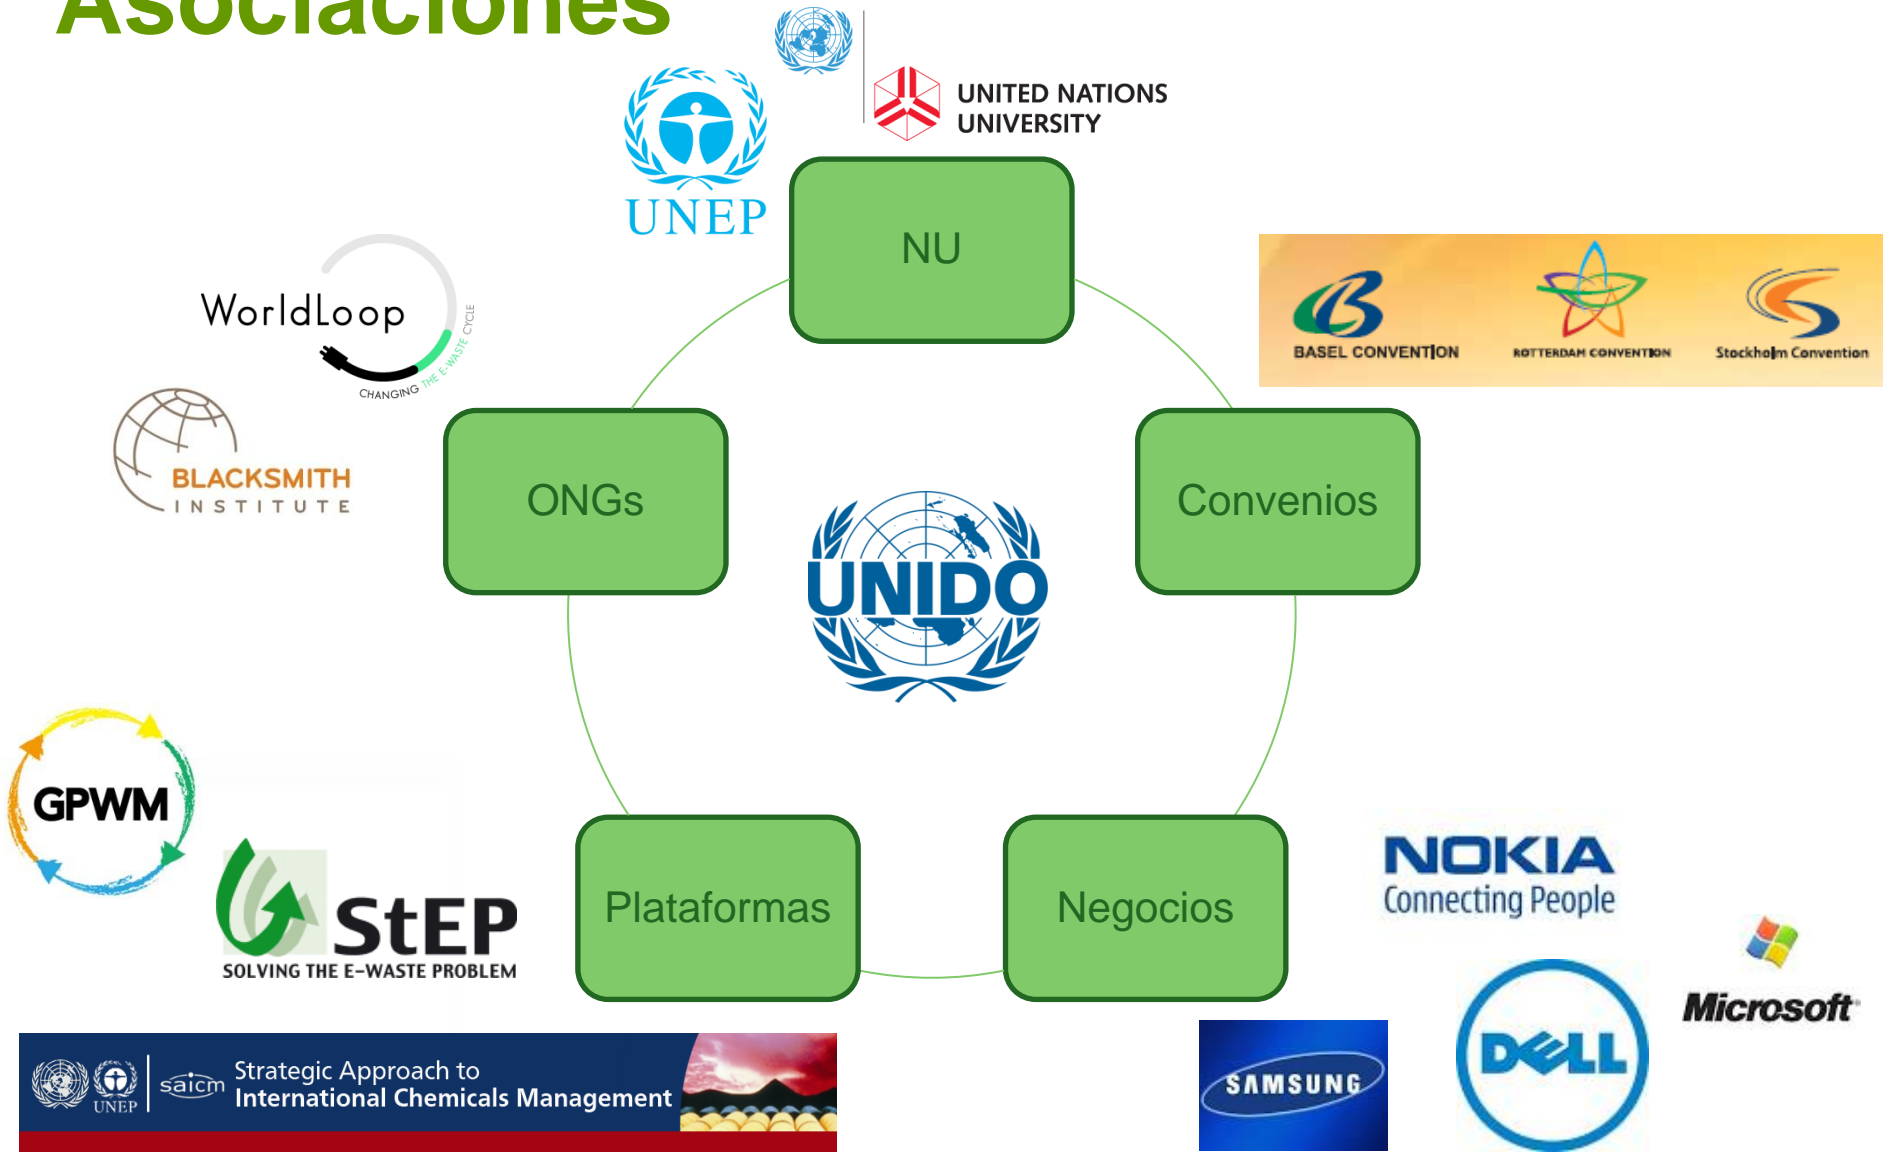 Asociaciones
UNITED NATIONS
UNIVERSITY
UNEP
NU
WorldLoop
CHANGING THE E-WASTE CYCLE
BASEL CONVENTION
ROTTERDAM CONVENTION
Stockholm Convention
BLACKSMITH
INSTITUTE
ONGs
Convenios
UNIDO
GPWM
StEP
SOLVING THE E-WASTE PROBLEM
Plataformas
Negocios
NOKIA
Connecting People
Microsoft
DELL
SAMSUNG
UNEP
saicm
Strategic Approach to
International Chemicals Management